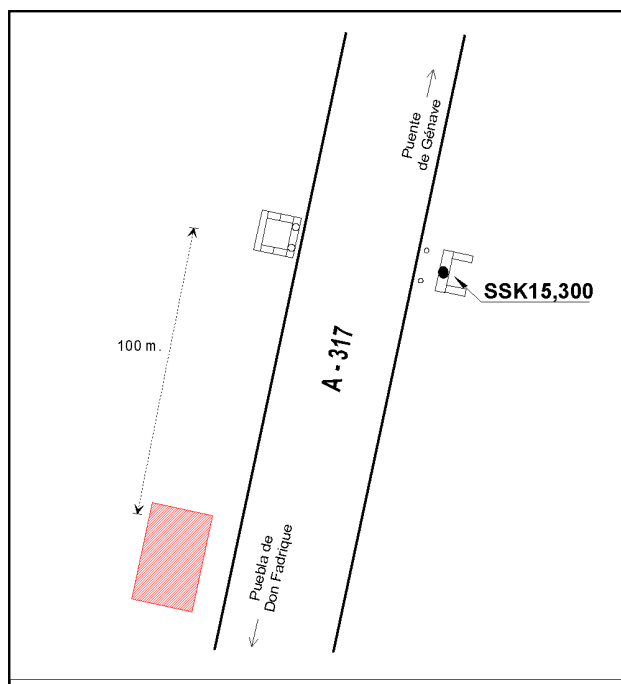 Puente
de Génave
SSK15,300
100 m.
A - 317
Puebla de
Don Fadrique